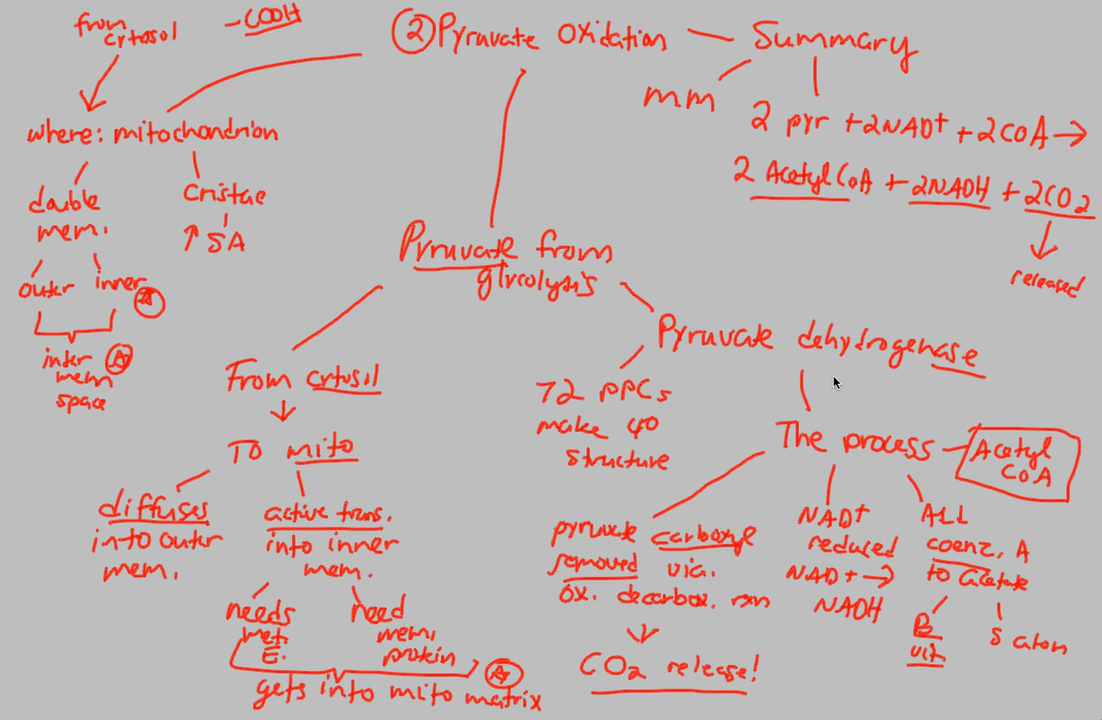 from
cytosol
-COOH
② Pyruvate Oxidation — Summary
mm
2 pyr + 2NAD+ + 2COA →
2 Acetyl CoA + 2NADH + 2CO2
released
where: mitochondrion
double
mem.
outer inner
inter
mem
space
Cristae
↑ SA
Pyruvate from
glycolysis
From cytosol
TO mito
diffuses
into outer
mem.
active trans.
into inner
mem.
needs
met.
E.
need
mem.
protein
gets into mito matrix
Pyruvate dehydrogenase
72 PPCs
make 4O
structure
The process
Acetyl
CoA
pyruvate carboxyl
removed via.
ox. decarbox. rxn
CO2 release!
NAD+
reduced
NAD+ →
NADH
ALL
coenz. A
to acetate
B
vit
S atom